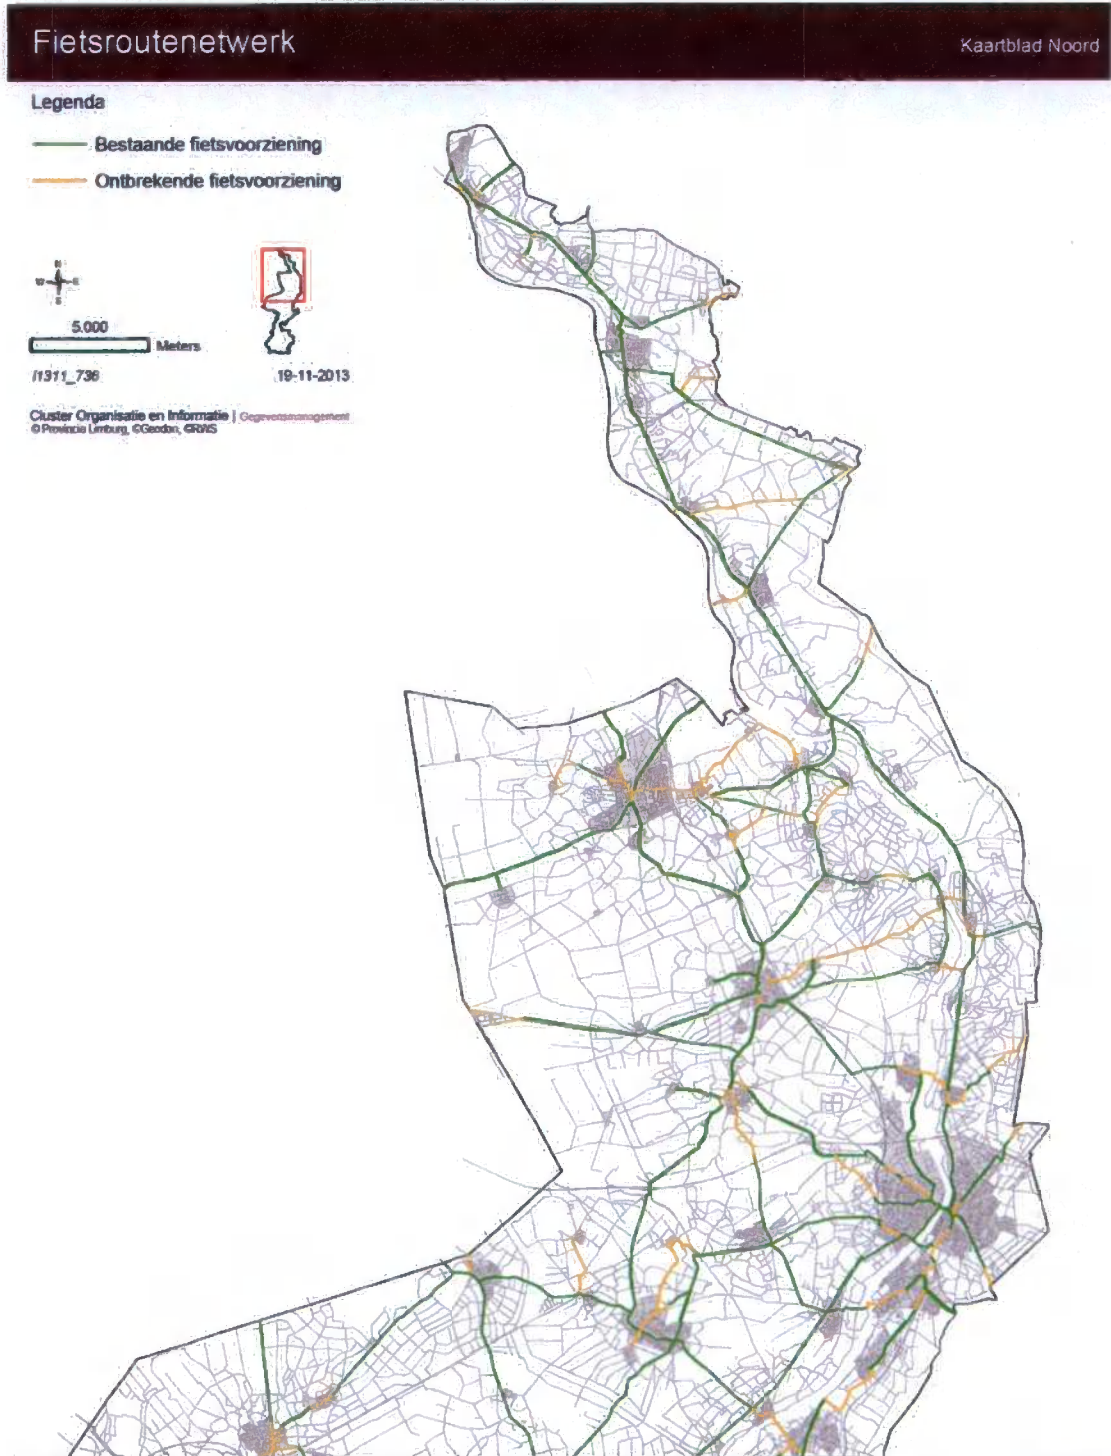 Fietsroutenetwerk
Kaartblad Noord
Legenda
Bestaande fietsvoorziening
Ontbrekende fietsvoorziening
N
W E
S
5.000
Meters
l1311_736
19-11-2013
Cluster Organisatie en Informatie | Gegevensmanagement
© Provincie Limburg, ©Geodan, ©RWS